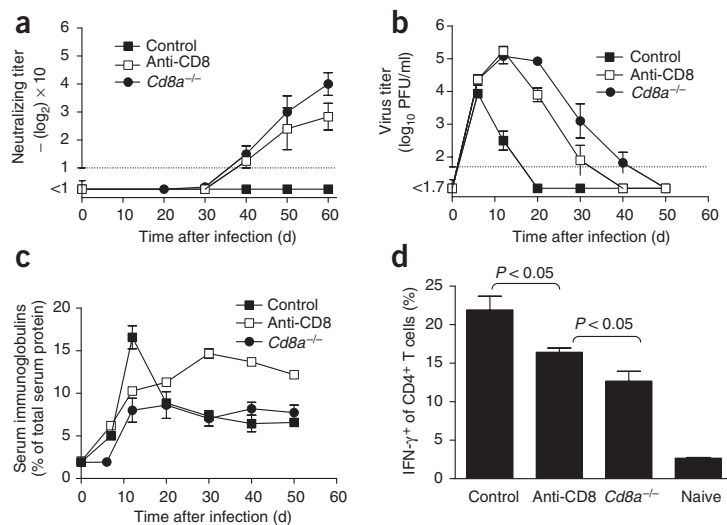 a
Control
Anti-CD8
Cd8a–/–
Neutralizing titer
– (log2) × 10
6
5
4
3
2
1
<1
0 10 20 30 40 50 60
Time after infection (d)
b
Control
Anti-CD8
Cd8a–/–
Virus titer
(log10 PFU/ml)
6
5
4
3
2
<1.7
0 10 20 30 40 50 60
Time after infection (d)
c
Control
Anti-CD8
Cd8a–/–
Serum immunoglobulins
(% of total serum protein)
20
15
10
5
0
0 10 20 30 40 50 60
Time after infection (d)
d
P < 0.05
P < 0.05
IFN-γ+ of CD4+ T cells (%)
25
20
15
10
5
0
Control Anti-CD8 Cd8a–/– Naive